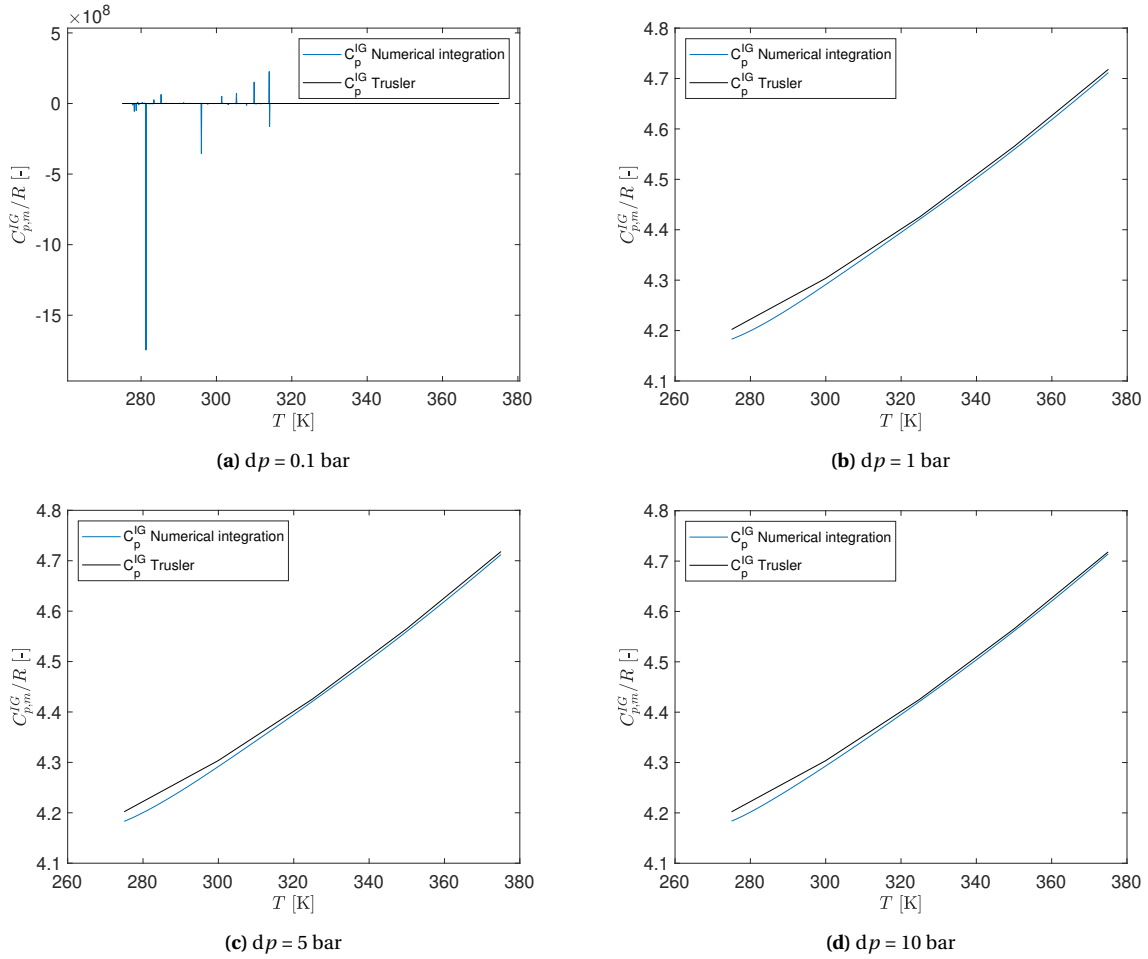 ×10^8
5
0
-5
-10
-15
C_{p,m}^{IG}/R [-]
C_p^{IG} Numerical integration
C_p^{IG} Trusler
280 300 320 340 360 380
T [K]
(a) dp = 0.1 bar
4.8
4.7
4.6
4.5
4.4
4.3
4.2
4.1
C_{p,m}^{IG}/R [-]
C_p^{IG} Numerical integration
C_p^{IG} Trusler
260 280 300 320 340 360 380
T [K]
(b) dp = 1 bar
4.8
4.7
4.6
4.5
4.4
4.3
4.2
4.1
C_{p,m}^{IG}/R [-]
C_p^{IG} Numerical integration
C_p^{IG} Trusler
260 280 300 320 340 360 380
T [K]
(c) dp = 5 bar
4.8
4.7
4.6
4.5
4.4
4.3
4.2
4.1
C_{p,m}^{IG}/R [-]
C_p^{IG} Numerical integration
C_p^{IG} Trusler
260 280 300 320 340 360 380
T [K]
(d) dp = 10 bar